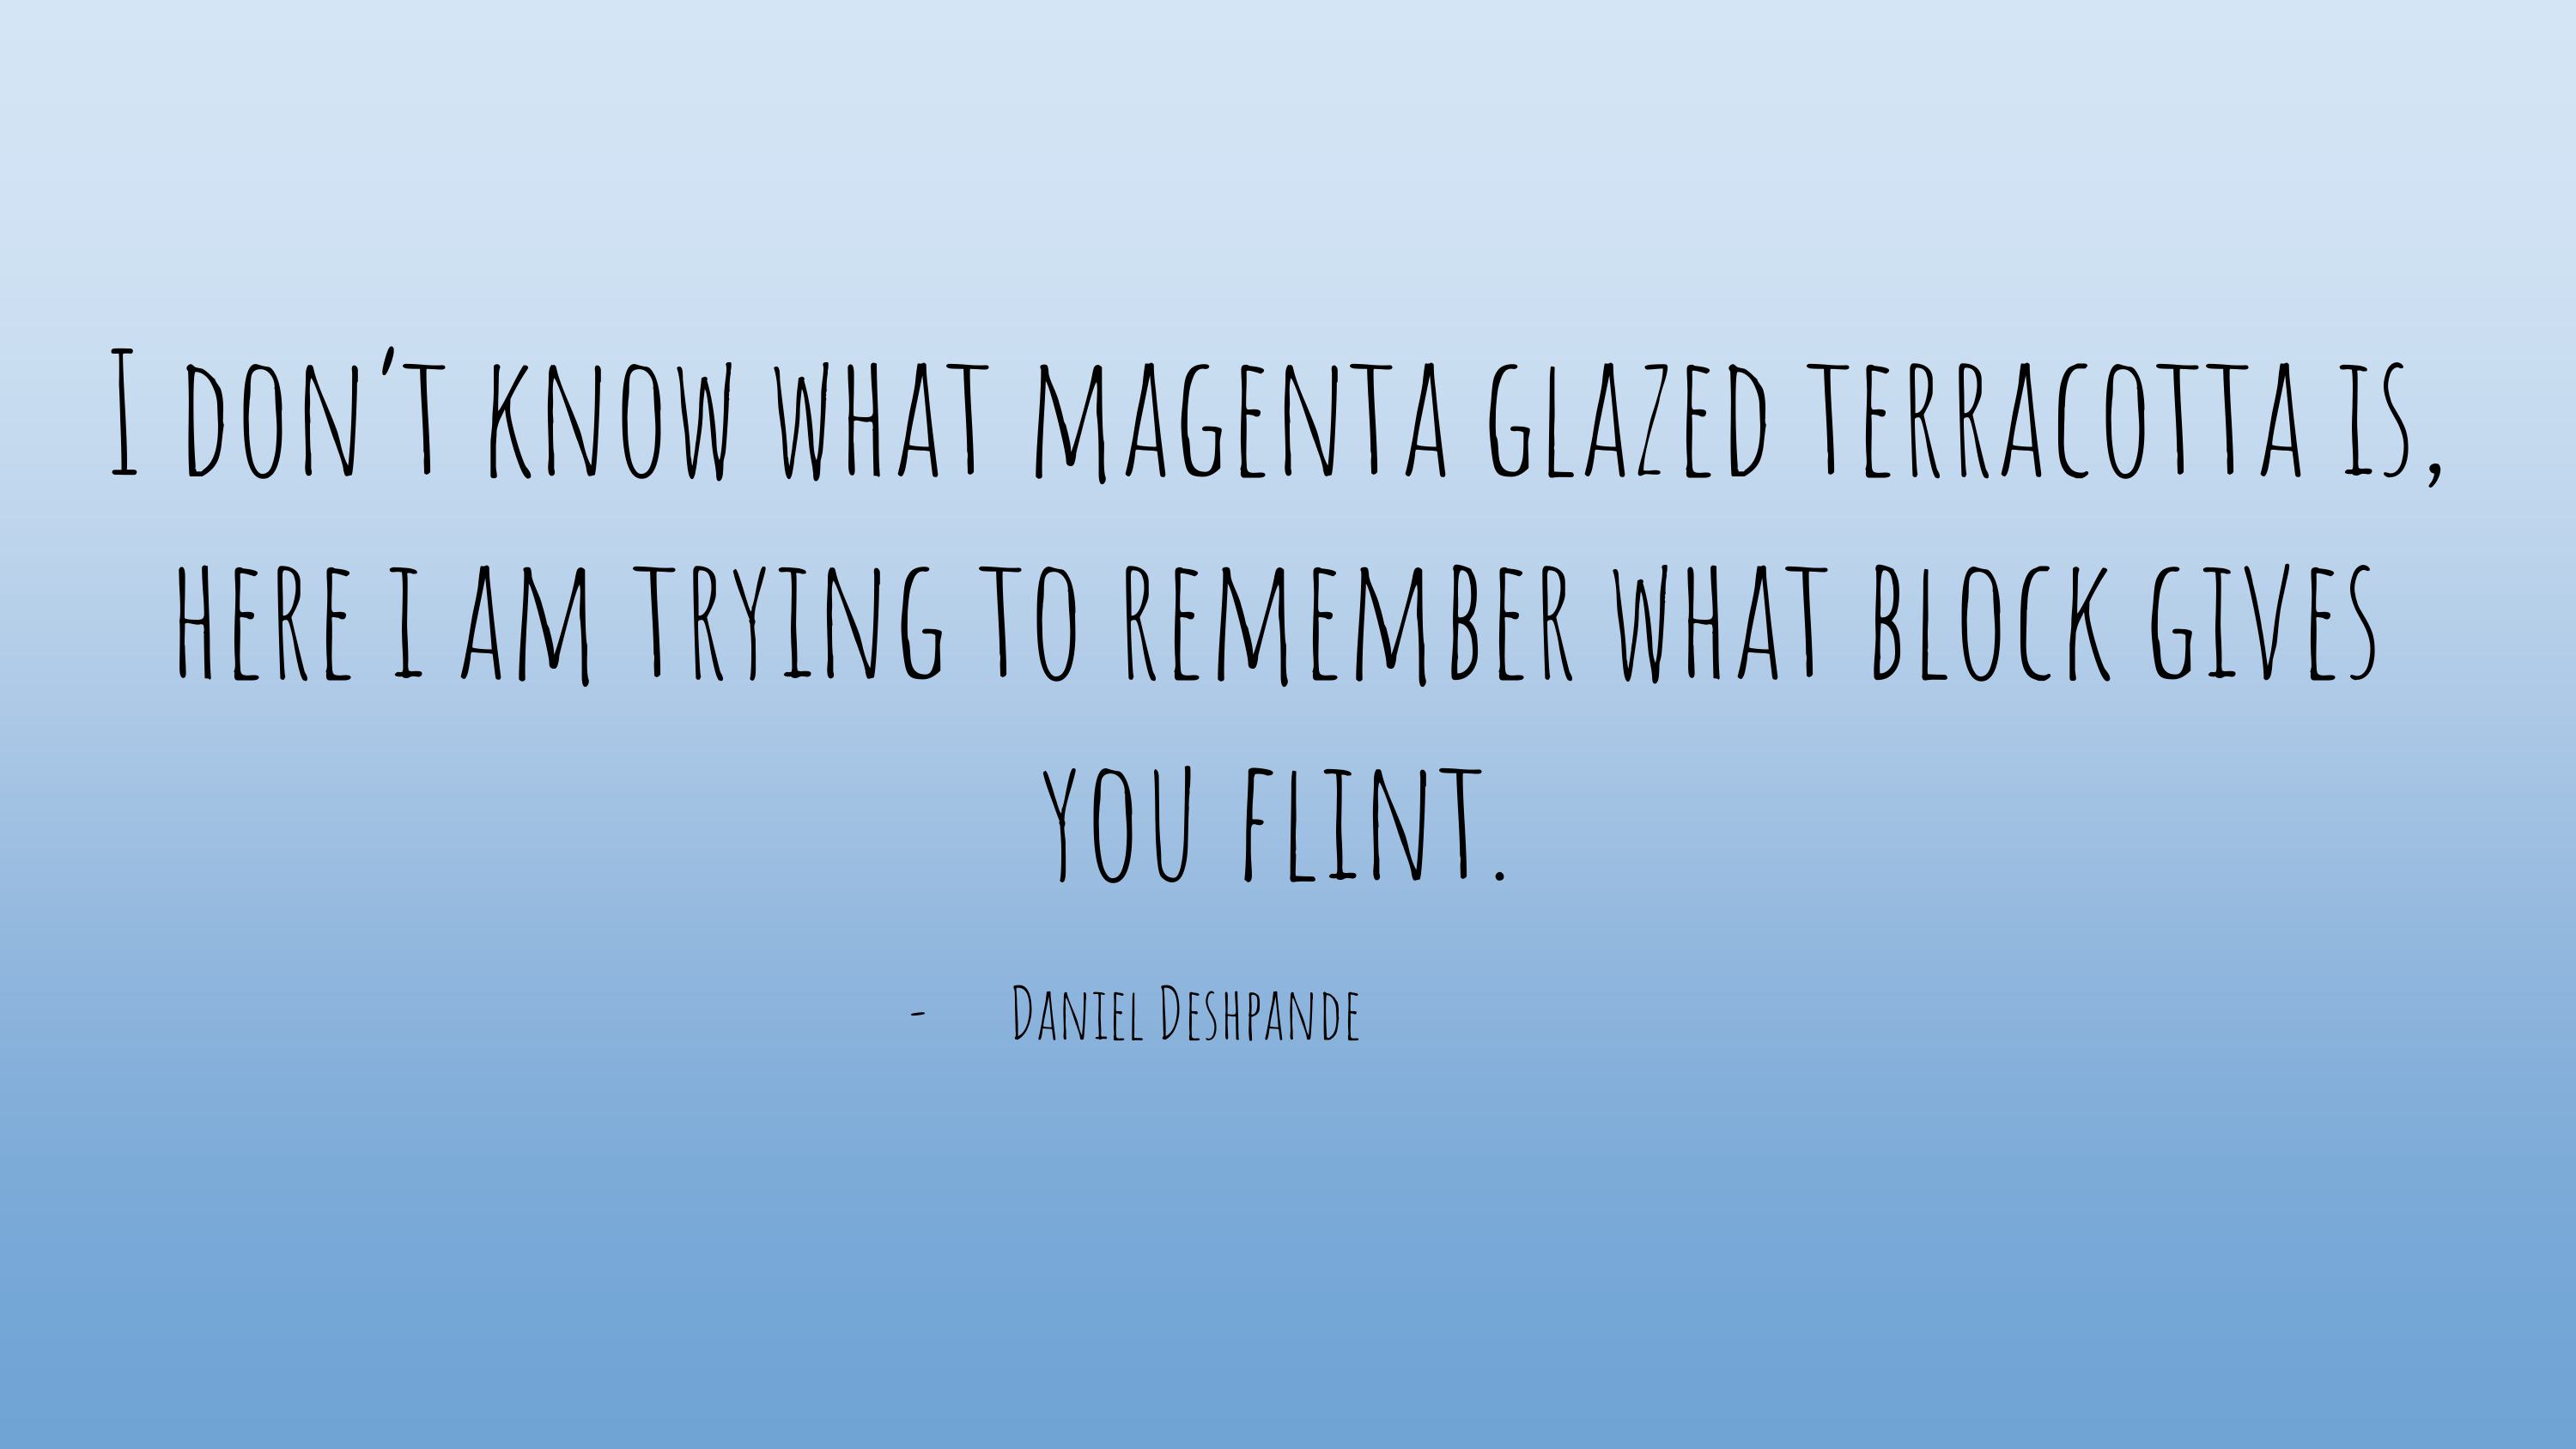 I don't know what magenta glazed terracotta is,
here i am trying to remember what block gives
you flint.
- Daniel Deshpande